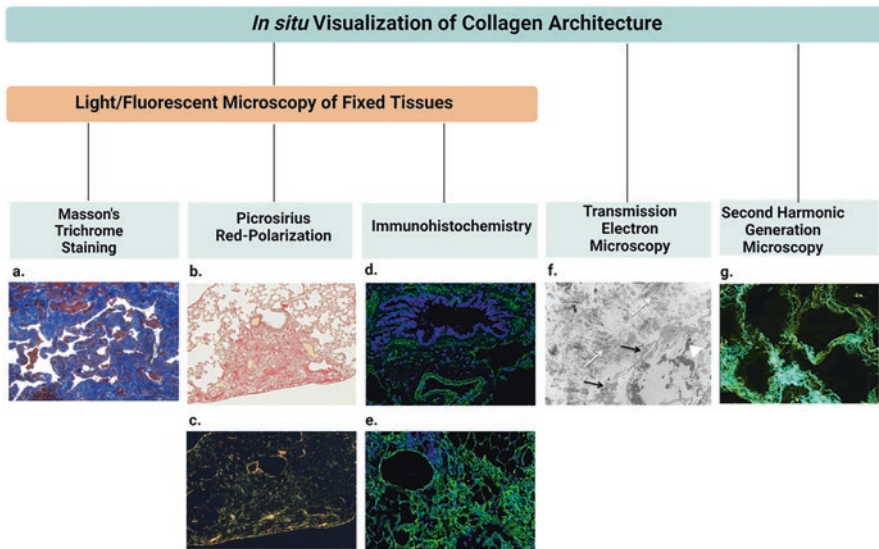 In situ Visualization of Collagen Architecture
Light/Fluorescent Microscopy of Fixed Tissues
Masson's
Trichrome
Staining
Picrosirius
Red-Polarization
Immunohistochemistry
Transmission
Electron
Microscopy
Second Harmonic
Generation
Microscopy
a.
b.
d.
f.
g.
c.
e.